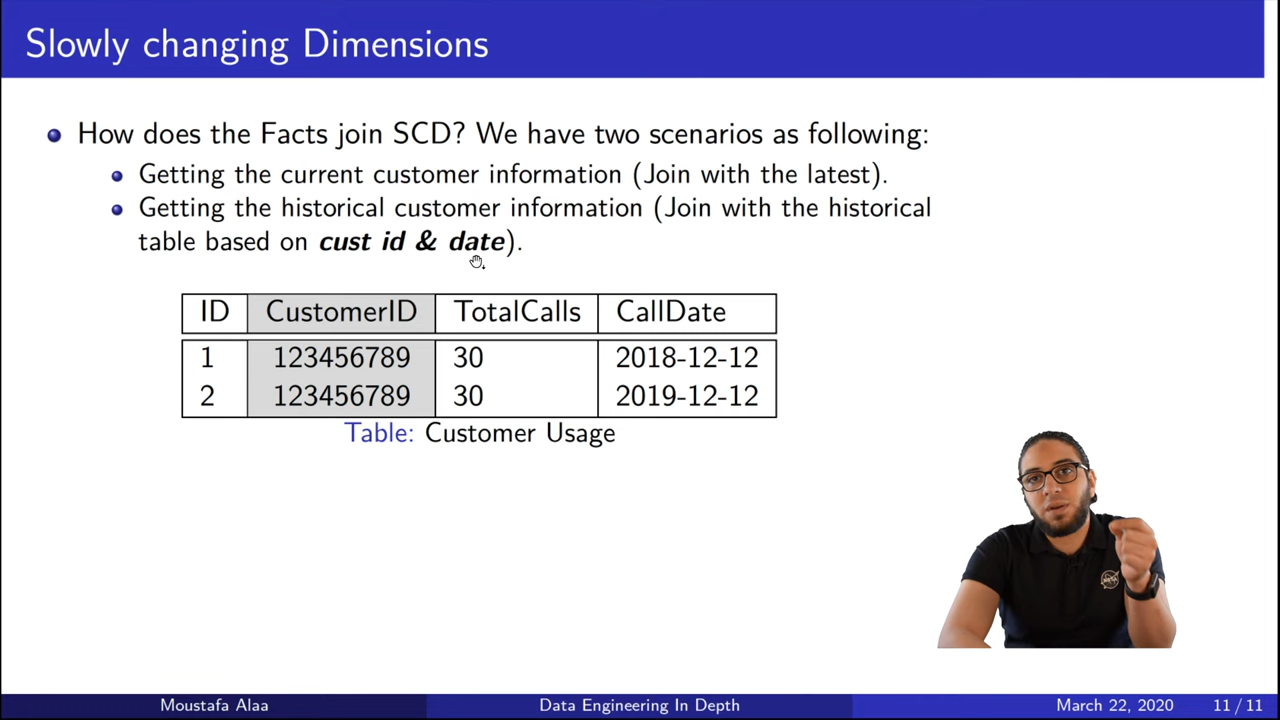 Slowly changing Dimensions
How does the Facts join SCD? We have two scenarios as following:
Getting the current customer information (Join with the latest).
Getting the historical customer information (Join with the historical
table based on cust id & date).
ID CustomerID TotalCalls CallDate
1 123456789 30 2018-12-12
2 123456789 30 2019-12-12
Table: Customer Usage
NASA
Moustafa Alaa Data Engineering In Depth March 22, 2020 11 / 11